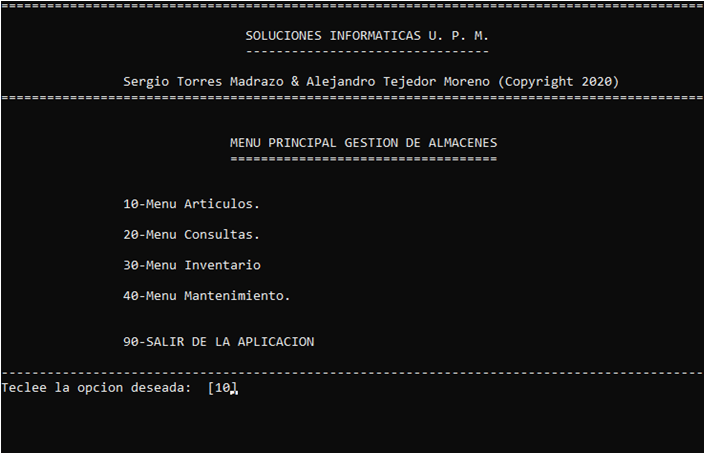 ============================================================================================
SOLUCIONES INFORMATICAS U. P. M.
--------------------------------
Sergio Torres Madrazo & Alejandro Tejedor Moreno (Copyright 2020)
============================================================================================
MENU PRINCIPAL GESTION DE ALMACENES
===================================
10-Menu Articulos.
20-Menu Consultas.
30-Menu Inventario
40-Menu Mantenimiento.
90-SALIR DE LA APLICACION
--------------------------------------------------------------------------------------------
Teclee la opcion deseada:  [10]